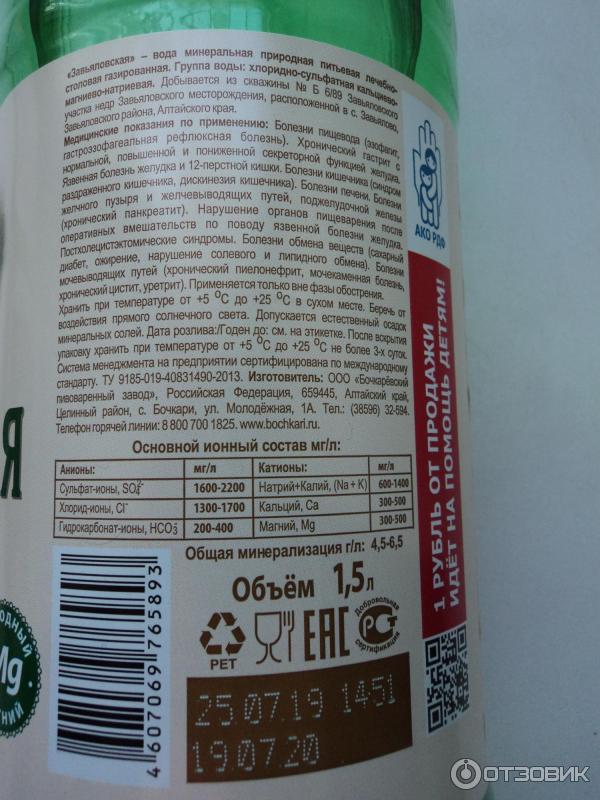 «Завьяловская» – вода минеральная природная питьевая лечебно-
столовая газированная. Группа воды: хлоридно-сульфатная кальциево-
магниево-натриевая. Добывается из скважины № Б 6/89 Завьяловского
участка недр Завьяловского месторождения, расположенной в с. Завьялово,
Завьяловского района, Алтайского края.
Медицинские показания по применению: Болезни пищевода (эзофагит,
гастроэзофагеальная рефлюксная болезнь). Хронический гастрит с
нормальной, повышенной и пониженной секреторной функцией желудка.
Язвенная болезнь желудка и 12-перстной кишки. Болезни кишечника (синдром
раздраженного кишечника, дискинезия кишечника). Болезни печени. Болезни
желчного пузыря и желчевыводящих путей, поджелудочной железы
(хронический панкреатит). Нарушение органов пищеварения после
оперативных вмешательств по поводу язвенной болезни желудка.
Постхолецистэктомические синдромы. Болезни обмена веществ (сахарный
диабет, ожирение, нарушение солевого и липидного обмена). Болезни
мочевыводящих путей (хронический пиелонефрит, мочекаменная болезнь,
хронический цистит, уретрит). Применяется только вне фазы обострения.
Хранить при температуре от +5 °С до +25 °С в сухом месте. Беречь от
воздействия прямого солнечного света. Допускается естественный осадок
минеральных солей. Дата розлива:/Годен до: см. на этикетке. После вскрытия
упаковку хранить при температуре от +5 °С до +25 °С не более 3-х суток.
Система менеджмента на предприятии сертифицирована по международному
стандарту. ТУ 9185-019-40831490-2013. Изготовитель: ООО «Бочкарёвский
пивоваренный завод», Российская Федерация, 659445, Алтайский край,
Целинный район, с. Бочкари, ул. Молодёжная, 1А. Тел.: (38596) 32-594.
Телефон горячей линии: 8 800 700 1825. www.bochkari.ru.
Основной ионный состав мг/л:
Анионы: мг/л Катионы: мг/л
Сульфат-ионы, SO₄²⁻ 1600-2200 Натрий+Калий, (Na + K) 600-1400
Хлорид-ионы, Cl⁻ 1300-1700 Кальций, Ca 300-500
Гидрокарбонат-ионы, HCO₃⁻ 200-400 Магний, Mg 300-500
Общая минерализация г/л: 4,5-6,5
Объём 1,5л
PET
EAC
Добровольная
сертификация
25.07.19 1451
19.07.20
4607069765893
АКО РДФ
1 РУБЛЬ ОТ ПРОДАЖИ
ИДЁТ НА ПОМОЩЬ ДЕТЯМ!
Я
Mg
ОТЗОВИК